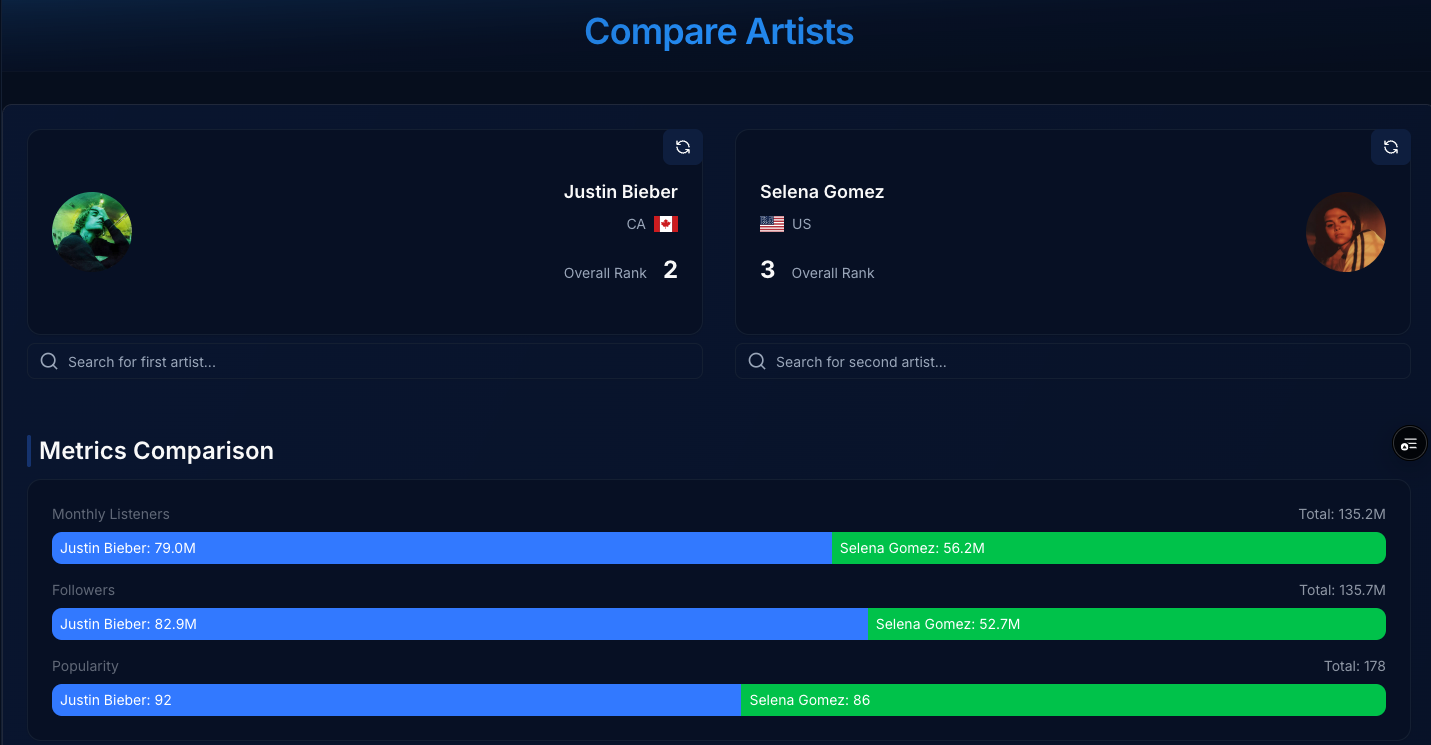 Compare Artists
Justin Bieber
CA
Overall Rank 2
Selena Gomez
US
3 Overall Rank
Search for first artist...
Search for second artist...
Metrics Comparison
Monthly Listeners Total: 135.2M
Justin Bieber: 79.0M Selena Gomez: 56.2M
Followers Total: 135.7M
Justin Bieber: 82.9M Selena Gomez: 52.7M
Popularity Total: 178
Justin Bieber: 92 Selena Gomez: 86